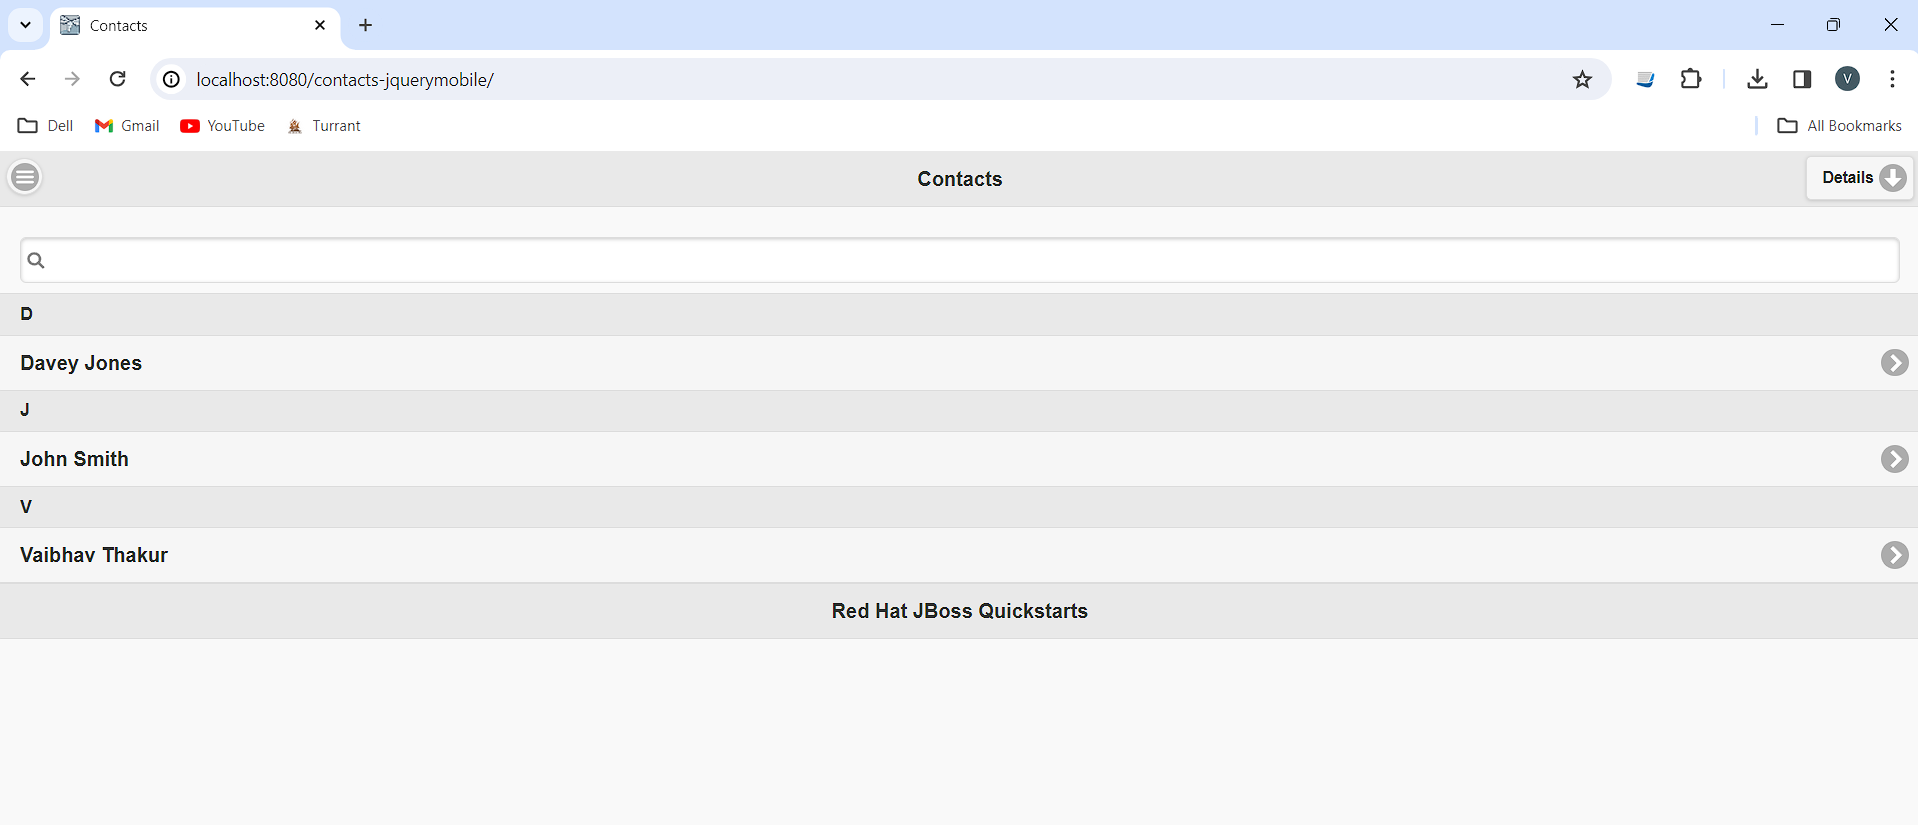 Contacts
localhost:8080/contacts-jquerymobile/
V
Dell Gmail YouTube Turrant All Bookmarks
Contacts Details
D
Davey Jones
J
John Smith
V
Vaibhav Thakur
Red Hat JBoss Quickstarts